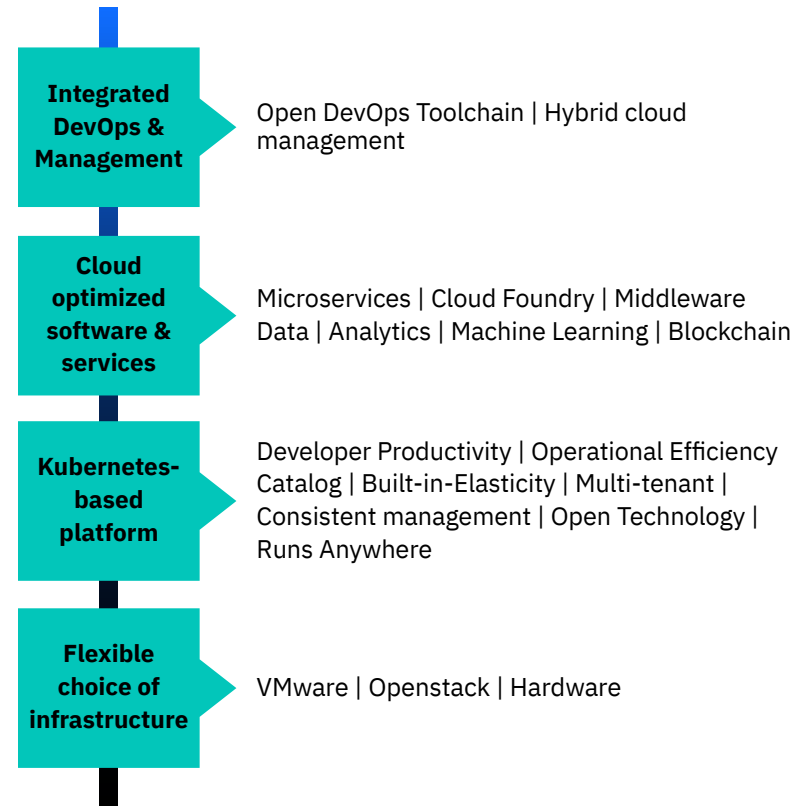 Integrated
DevOps &
Management
Open DevOps Toolchain | Hybrid cloud
management
Cloud
optimized
software &
services
Microservices | Cloud Foundry | Middleware
Data | Analytics | Machine Learning | Blockchain
Kubernetes-
based
platform
Developer Productivity | Operational Efficiency
Catalog | Built-in-Elasticity | Multi-tenant |
Consistent management | Open Technology |
Runs Anywhere
Flexible
choice of
infrastructure
VMware | Openstack | Hardware